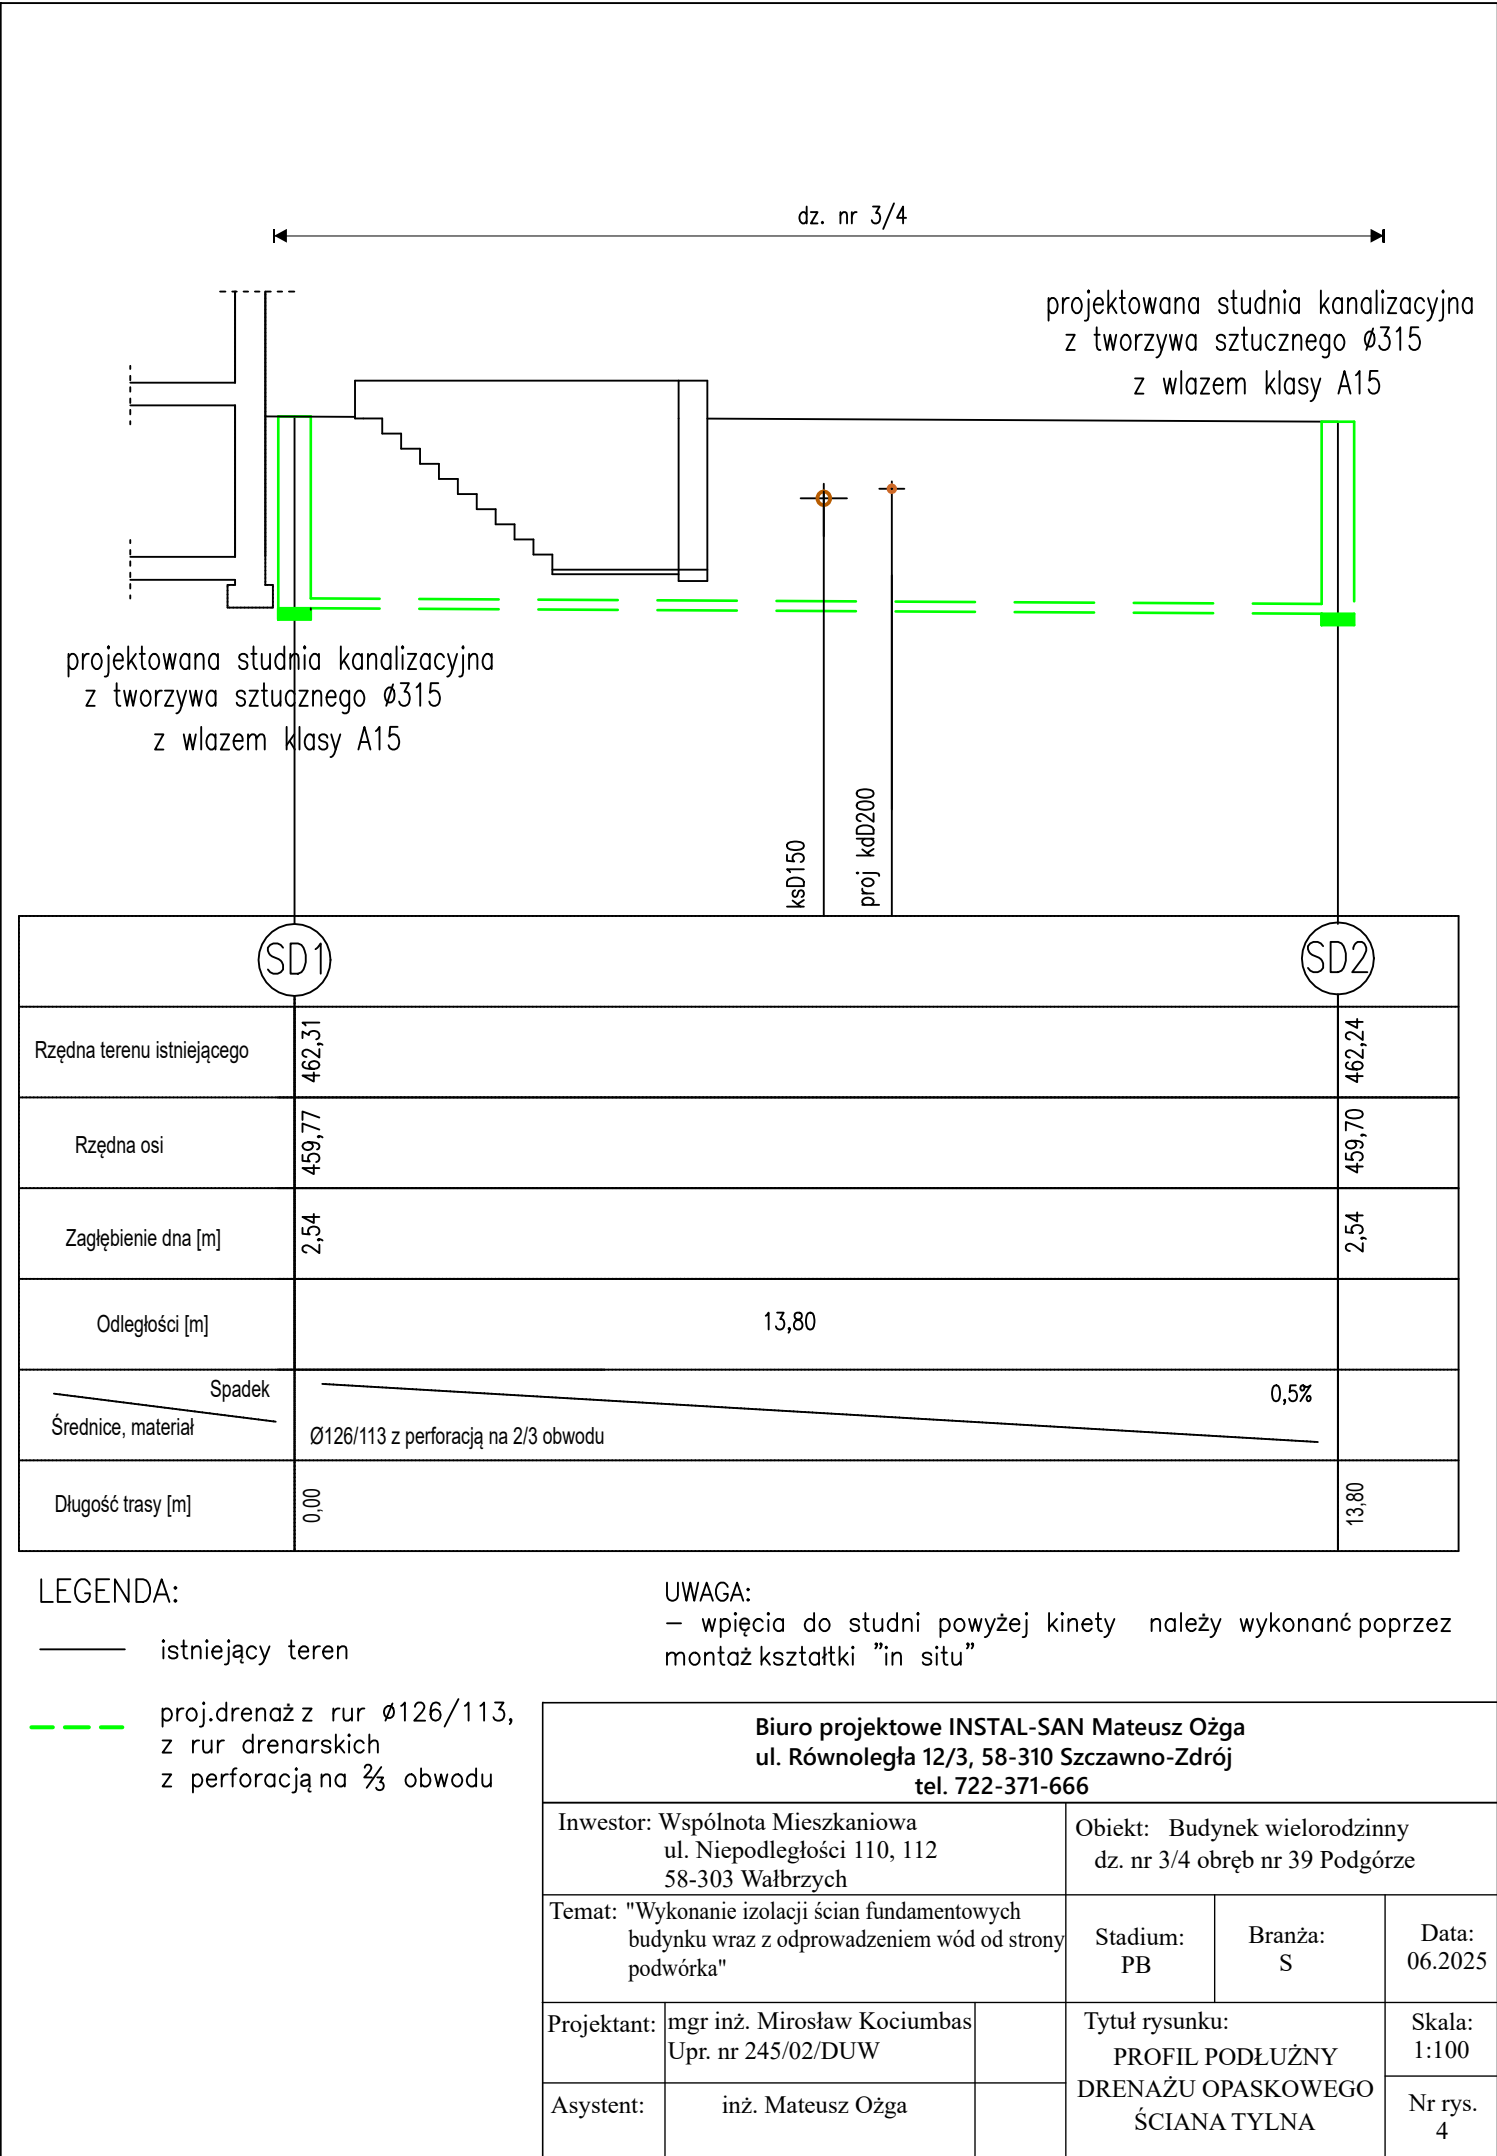 dz. nr 3/4
projektowana studnia kanalizacyjna
z tworzywa sztucznego Ø315
z wlazem klasy A15
projektowana studnia kanalizacyjna
z tworzywa sztucznego Ø315
z wlazem klasy A15
ksD150
proj kdD200
SD1
SD2
Rzędna terenu istniejącego
462,31
462,24
Rzędna osi
459,77
459,70
Zagłębienie dna [m]
2,54
2,54
Odległości [m]
13,80
Spadek
0,5%
Średnice, materiał
Ø126/113 z perforacją na 2/3 obwodu
Długość trasy [m]
0,00
13,80
LEGENDA:
istniejący teren
proj.drenaż z rur Ø126/113,
z rur drenarskich
z perforacją na ⅔ obwodu
UWAGA:
– wpięcia do studni powyżej kinety należy wykonanć poprzez
montaż kształtki "in situ"
Biuro projektowe INSTAL-SAN Mateusz Ożga
ul. Równoległa 12/3, 58-310 Szczawno-Zdrój
tel. 722-371-666
Inwestor: Wspólnota Mieszkaniowa
ul. Niepodległości 110, 112
58-303 Wałbrzych
Obiekt: Budynek wielorodzinny
dz. nr 3/4 obręb nr 39 Podgórze
Temat: "Wykonanie izolacji ścian fundamentowych
budynku wraz z odprowadzeniem wód od strony
podwórka"
Stadium:
PB
Branża:
S
Data:
06.2025
Projektant:
mgr inż. Mirosław Kociumbas
Upr. nr 245/02/DUW
Tytuł rysunku:
PROFIL PODŁUŻNY
DRENAŻU OPASKOWEGO
ŚCIANA TYLNA
Skala:
1:100
Asystent:
inż. Mateusz Ożga
Nr rys.
4